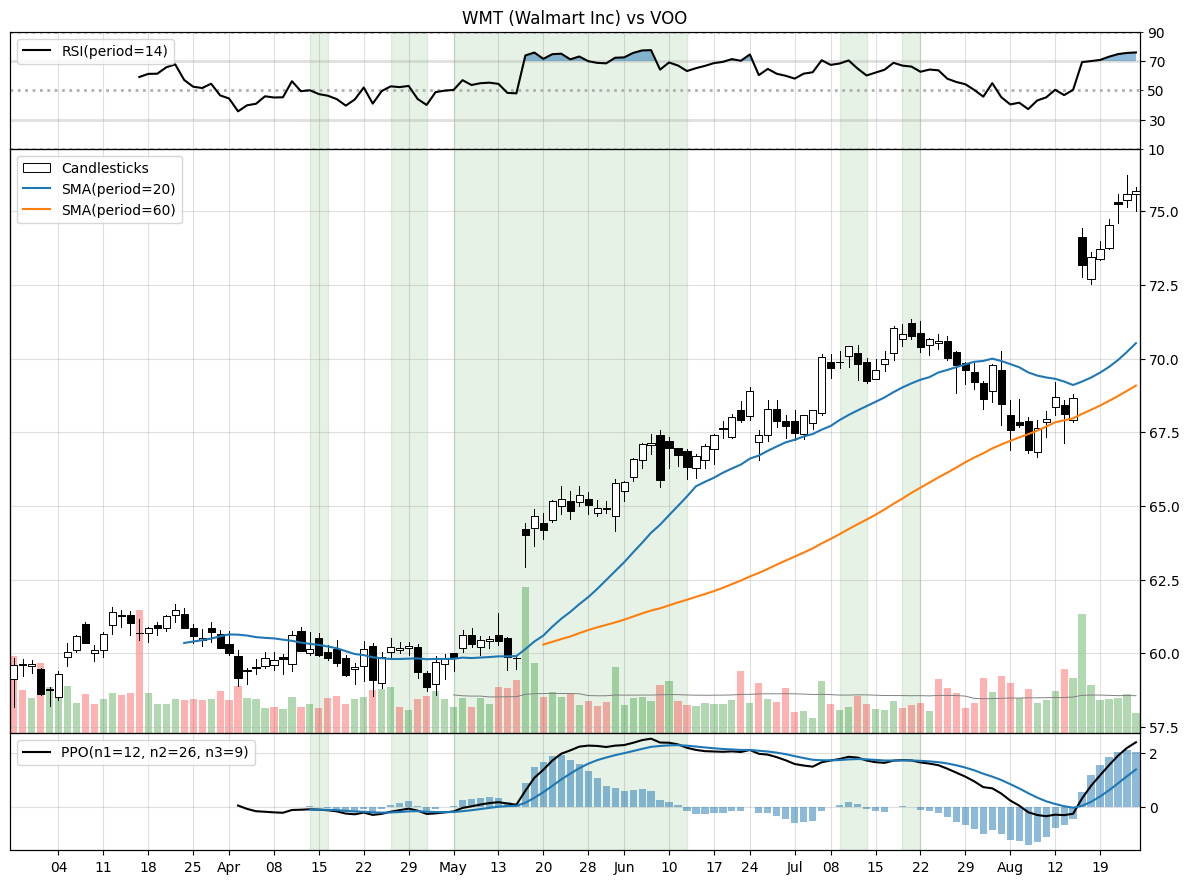 WMT (Walmart Inc) vs VOO
RSI(period=14)
90
70
50
30
10
Candlesticks
SMA(period=20)
SMA(period=60)
75.0
72.5
70.0
67.5
65.0
62.5
60.0
57.5
PPO(n1=12, n2=26, n3=9)
2
0
04 11 18 25 Apr 08 15 22 29 May 13 20 28 Jun 10 17 24 Jul 08 15 22 29 Aug 12 19